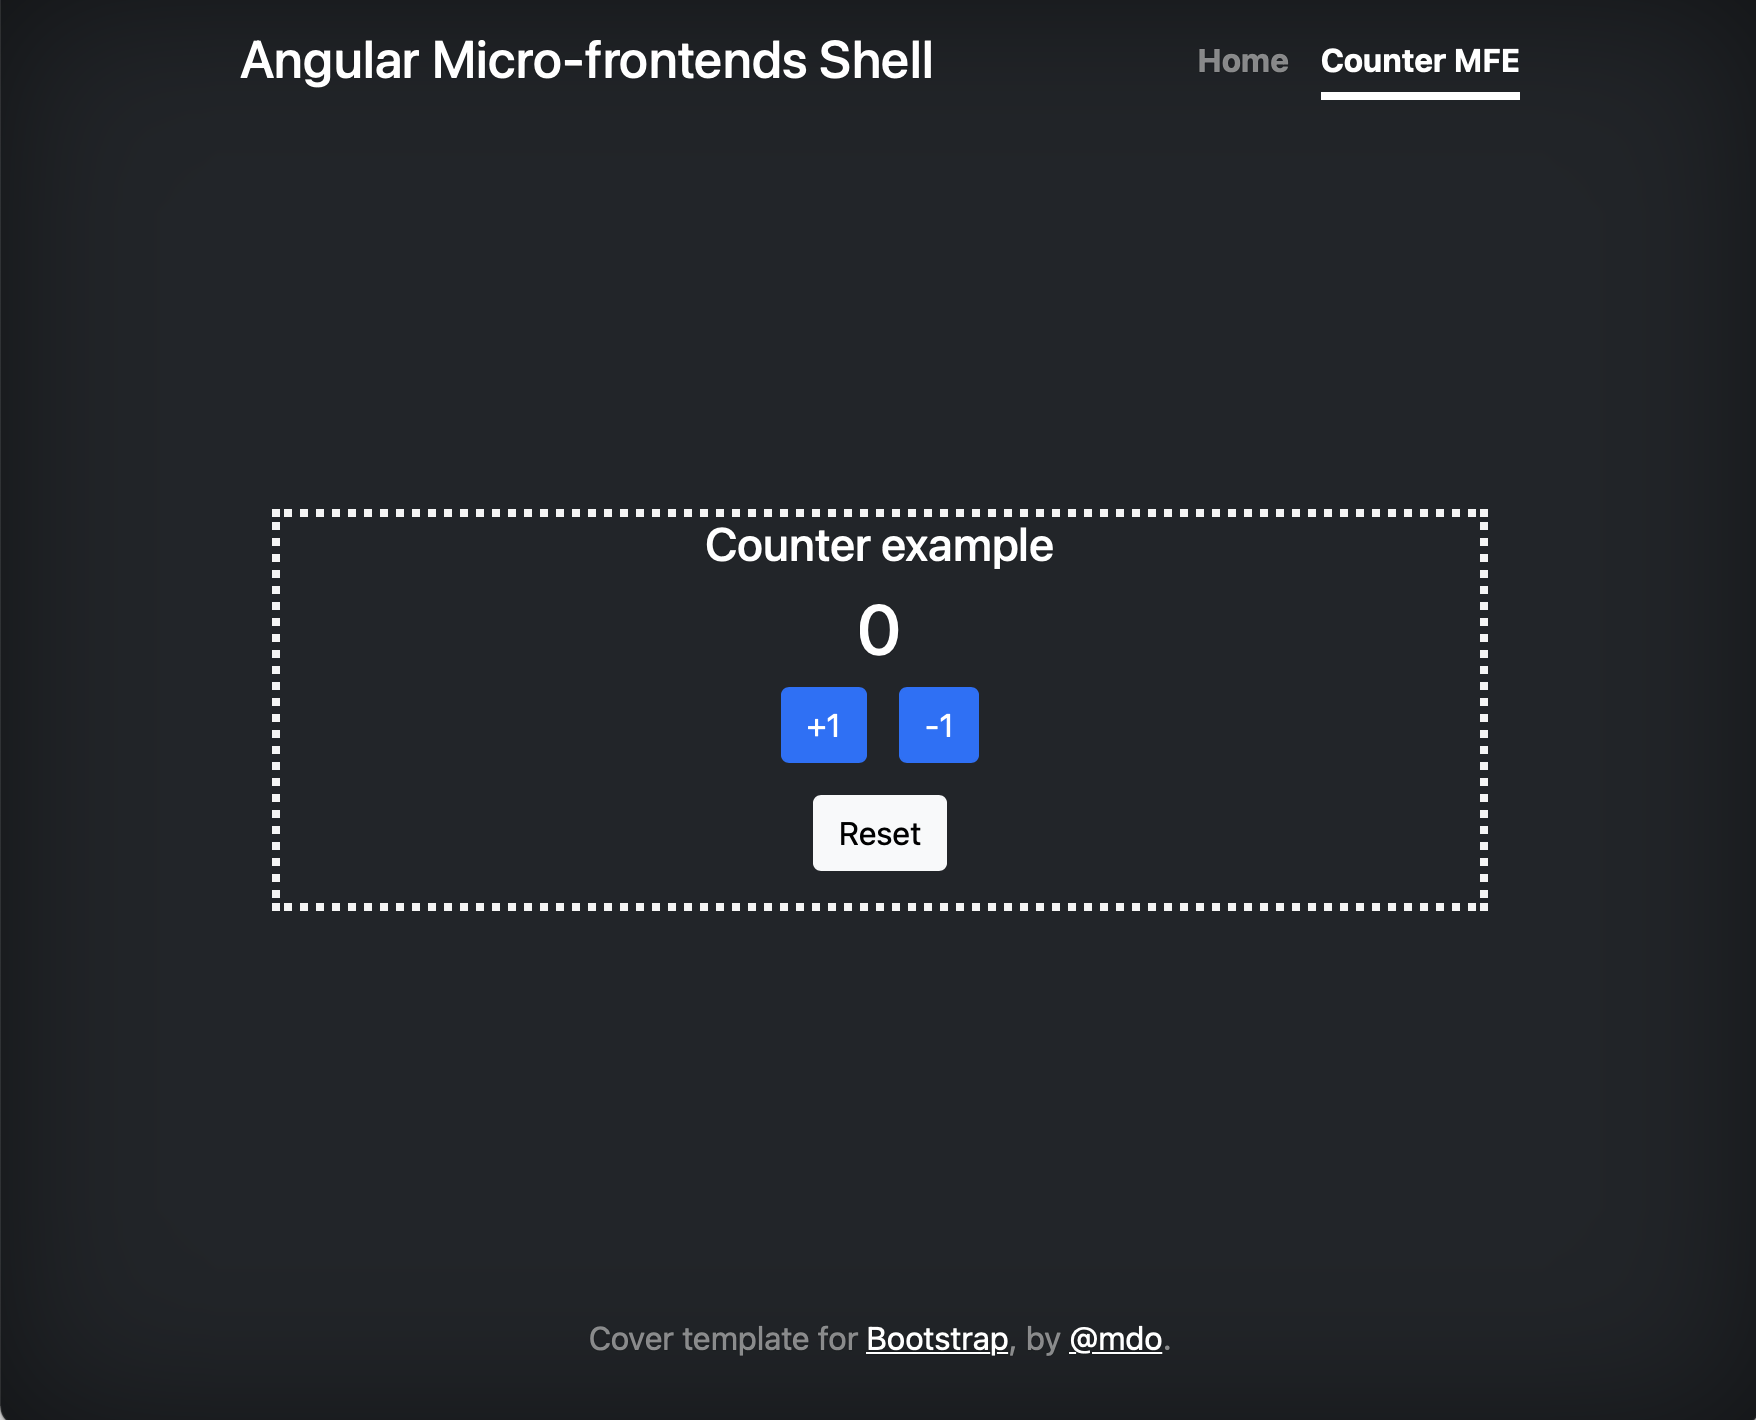 Angular Micro-frontends Shell
Home Counter MFE
Counter example
0
+1 -1
Reset
Cover template for Bootstrap, by @mdo.